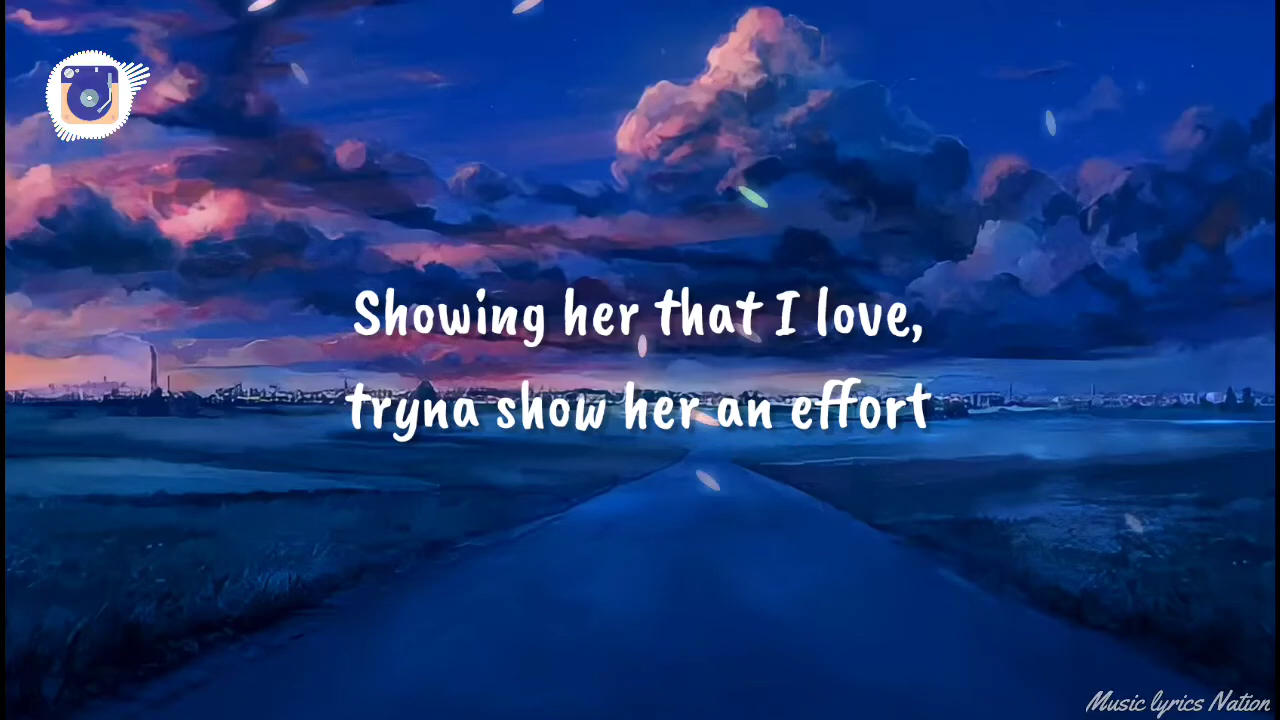 Showing her that I love,
tryna show her an effort
Music lyrics Nation